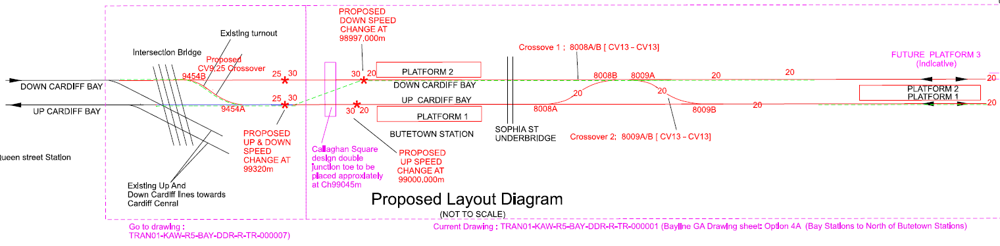 PROPOSED
DOWN SPEED
CHANGE AT
98997,000m
Existing turnout
Intersection Bridge
Proposed
CV9,25 Crossover
9454B
25 30
30 20
PLATFORM 2
Crossove 1 ; 8008A/B [ CV13 - CV13]
8008B
8009A
20
20
FUTURE PLATFORM 3
(Indicative)
20
DOWN CARDIFF BAY
DOWN CARDIFF BAY
20
20
PLATFORM 2
PLATFORM 1
25 30
UP CARDIFF BAY
UP CARDIFF BAY
9454A
30 20
8008A
8009B
20
20
PLATFORM 1
BUTETOWN STATION
SOPHIA ST
UNDERBRIDGE
Crossover 2; 8009A/B [ CV13 - CV13]
PROPOSED
UP & DOWN
SPEED
CHANGE AT
99320m
Callaghan Square
design double
junction toe to be
placed approxiately
at Ch99045m
PROPOSED
UP SPEED
CHANGE AT
99000,000m
Queen street Station
Existing Up And
Down Cardiff lines towards
Cardiff Cenral
Proposed Layout Diagram
(NOT TO SCALE)
Go to drawing :
TRAN01-KAW-R5-BAY-DDR-R-TR-000007)
Current Drawing : TRAN01-KAW-R5-BAY-DDR-R-TR-000001 (Bayline GA Drawing sheet: Option 4A (Bay Stations to North of Butetown Stations)